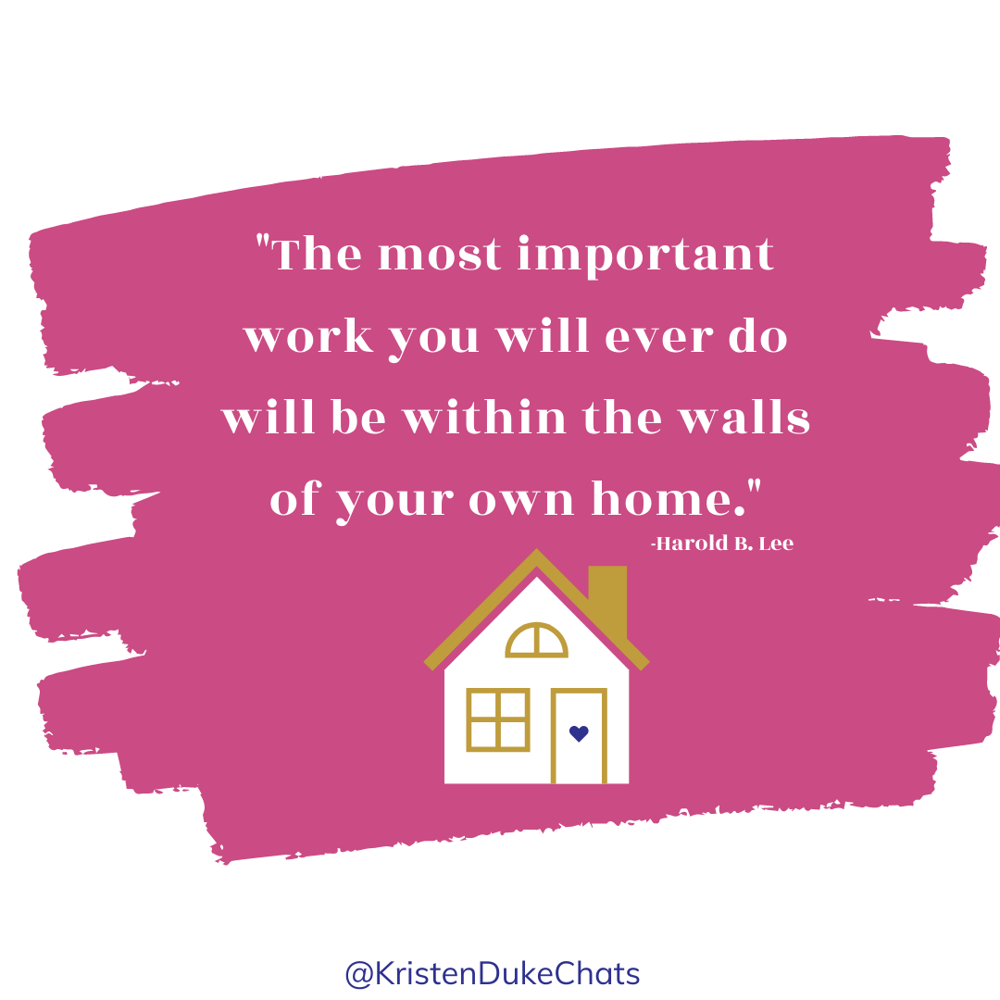 "The most important
work you will ever do
will be within the walls
of your own home."
-Harold B. Lee
@KristenDukeChats